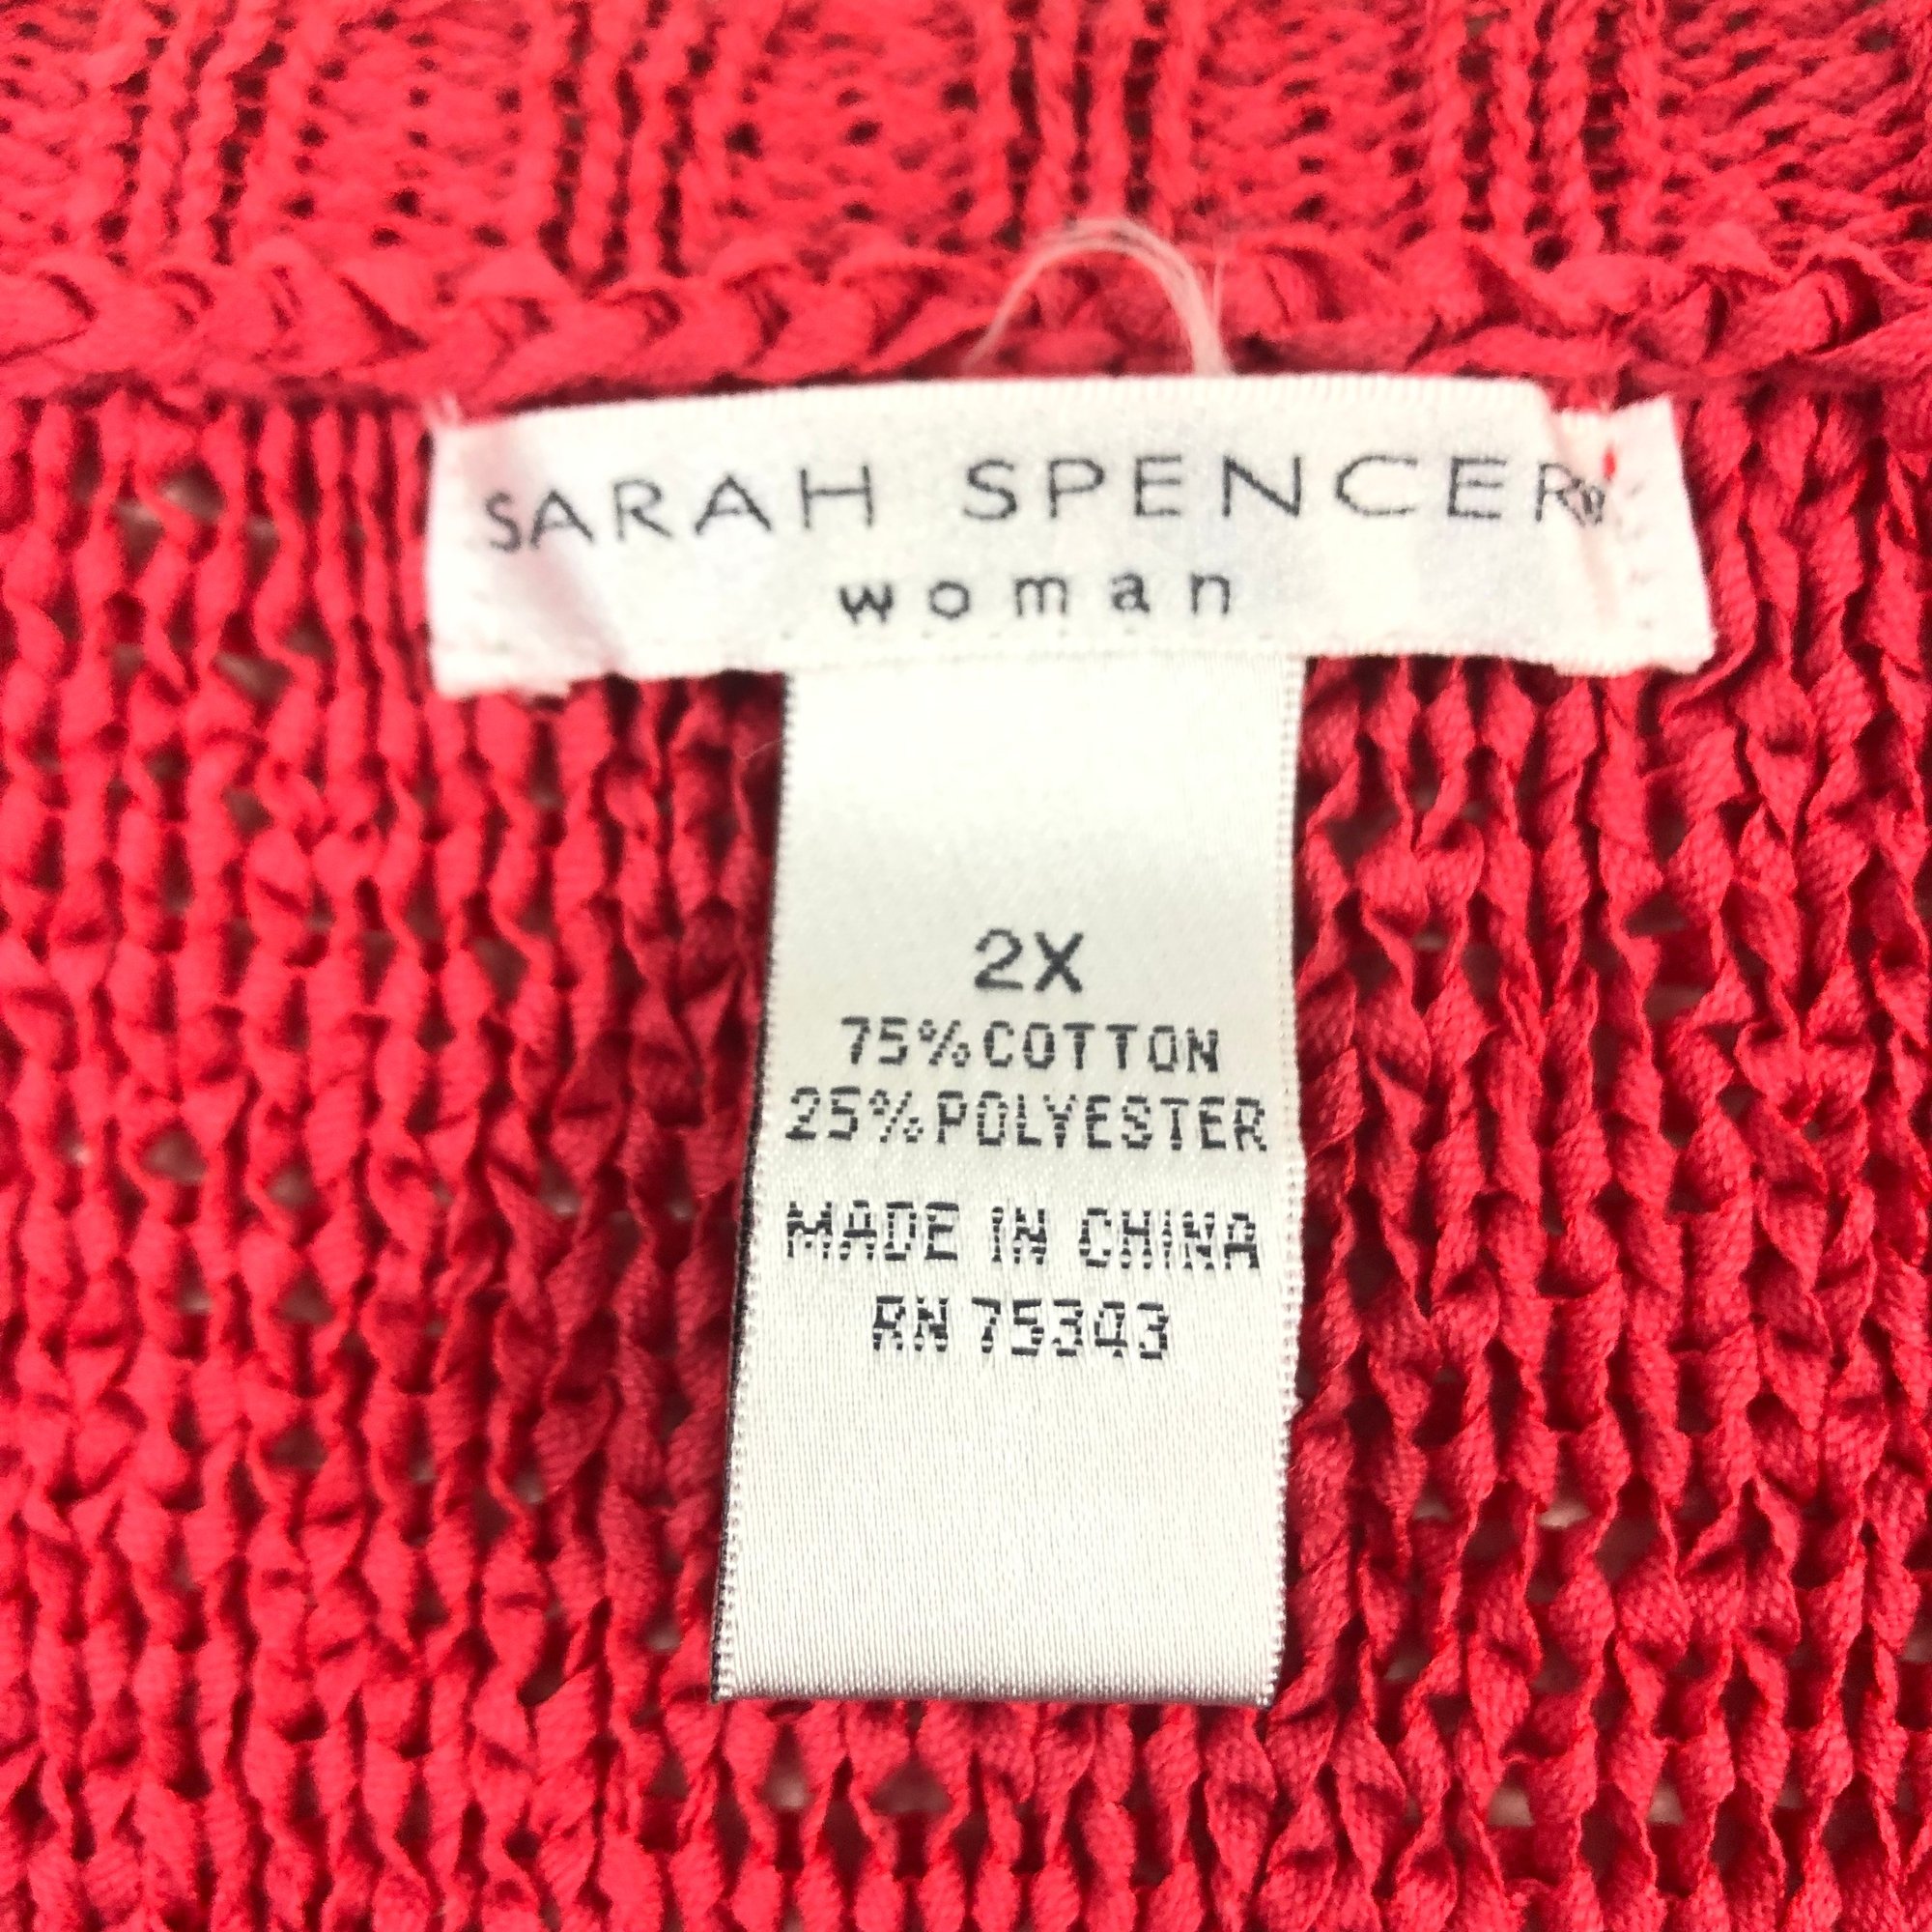 SARAH SPENCER®
woman
2X
75% COTTON
25% POLYESTER
MADE IN CHINA
RN 75343